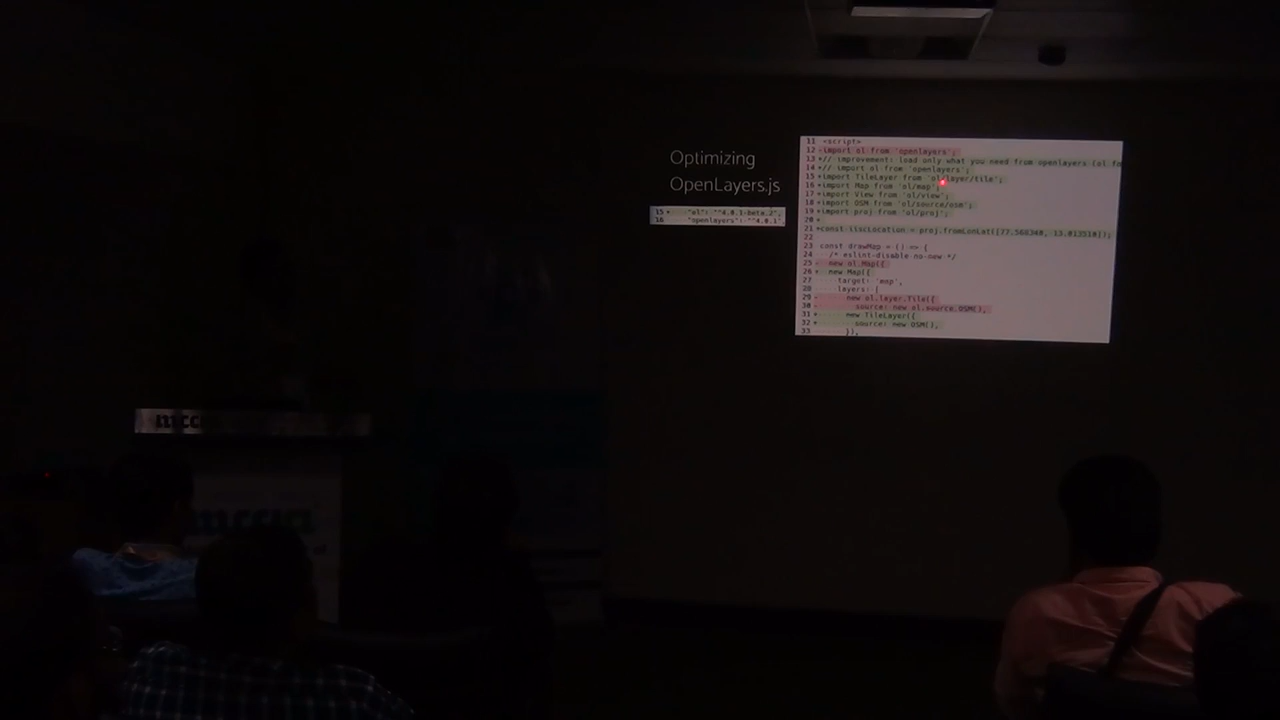 Optimizing
OpenLayers.js
15 + "ol": "^4.0.1-beta.2",
16 "openlayers": "^4.0.1",
11 <script>
12 -import ol from 'openlayers';
13 +// improvement: load only what you need from openlayers (ol fo
14 +// import ol from 'openlayers';
15 +import TileLayer from 'ol/layer/tile';
16 +import Map from 'ol/map';
17 +import View from 'ol/view';
18 +import OSM from 'ol/source/osm';
19 +import proj from 'ol/proj';
20 +
21 +const iiscLocation = proj.fromLonLat([77.568340, 13.013510]);
22
23 const drawMap = () => {
24 /* eslint-disable no-new */
25 - new ol.Map({
26 + new Map({
27 target: 'map',
28 layers: [
29 - new ol.layer.Tile({
30 - source: new ol.source.OSM(),
31 + new TileLayer({
32 + source: new OSM(),
33 }),
mcc